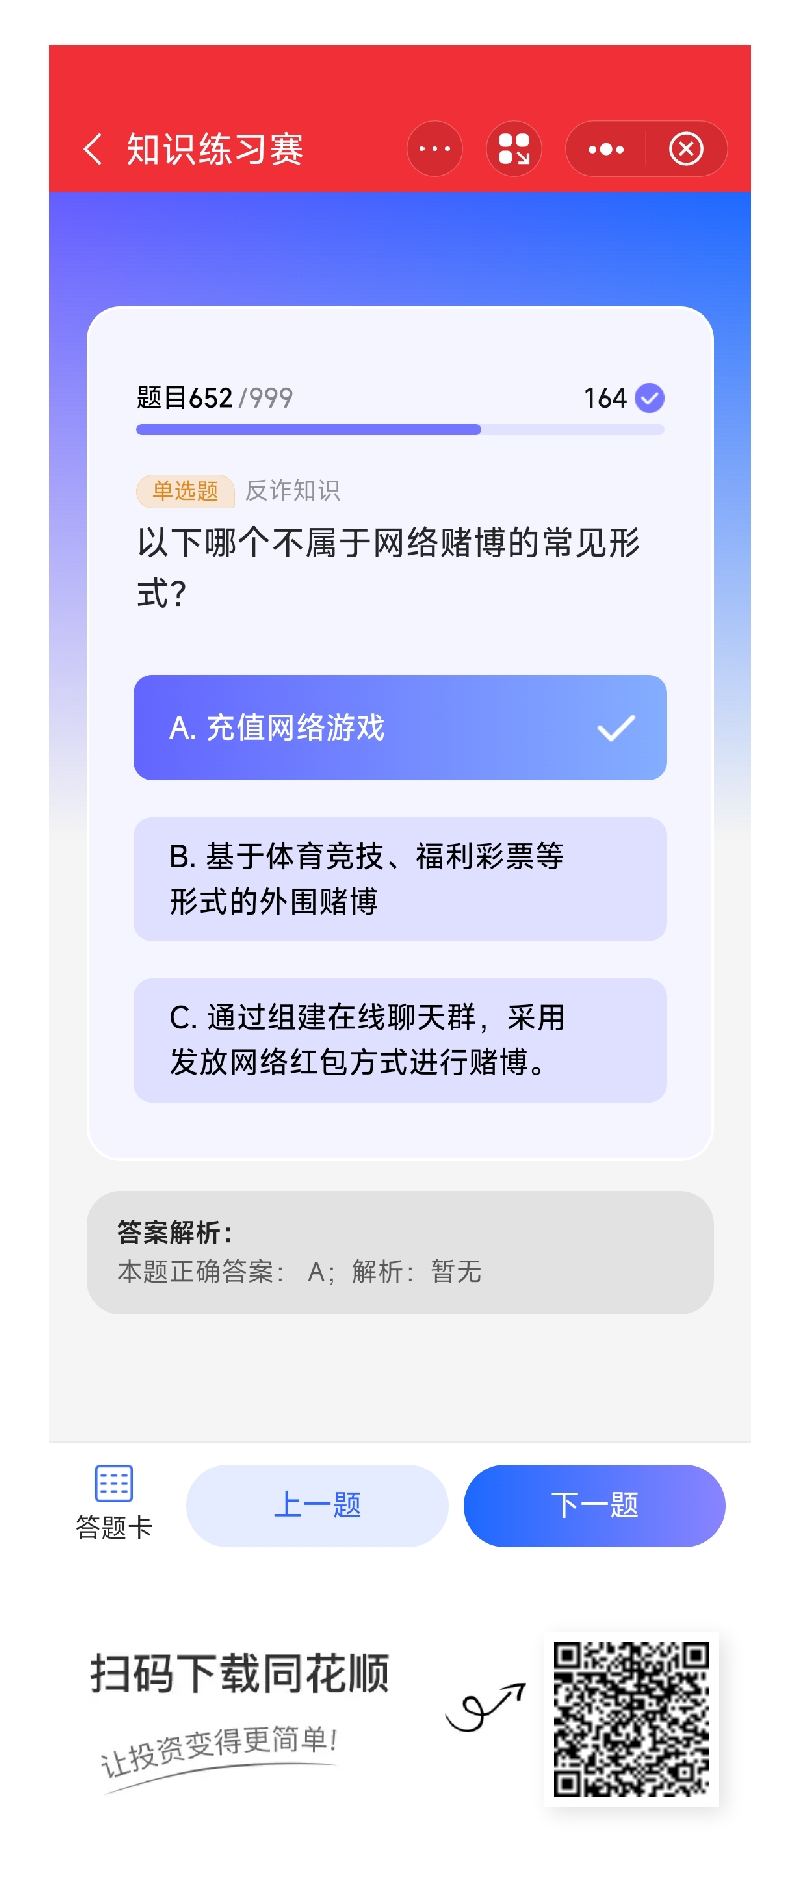 知识练习赛
题目652/999
164
单选题 反诈知识
以下哪个不属于网络赌博的常见形
式？
A. 充值网络游戏
B. 基于体育竞技、福利彩票等
形式的外围赌博
C. 通过组建在线聊天群，采用
发放网络红包方式进行赌博。
答案解析：
本题正确答案： A；解析：暂无
答题卡
上一题
下一题
扫码下载同花顺
让投资变得更简单！